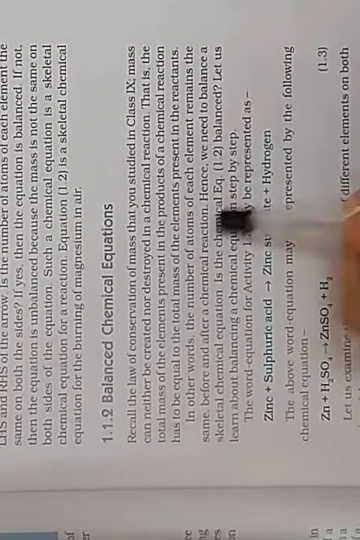 LHS and RHS of the arrow. Is the number of atoms of each element the
same on both the sides? If yes, then the equation is balanced. If not,
then the equation is unbalanced because the mass is not the same on
both sides of the equation. Such a chemical equation is a skeletal
chemical equation for a reaction. Equation (1.2) is a skeletal chemical
equation for the burning of magnesium in air.
1.1.2 Balanced Chemical Equations
Recall the law of conservation of mass that you studied in Class IX; mass
can neither be created nor destroyed in a chemical reaction. That is, the
total mass of the elements present in the products of a chemical reaction
has to be equal to the total mass of the elements present in the reactants.
In other words, the number of atoms of each element remains the
same, before and after a chemical reaction. Hence, we need to balance a
skeletal chemical equation. Is the chemical Eq. (1.2) balanced? Let us
learn about balancing a chemical step by step.
The word-equation for Activity be represented as –
Zinc + Sulphuric acid → Zinc + Hydrogen
The above word-equation may epresented by the following
chemical equation –
Zn + H₂SO₄ → ZnSO₄ + H₂ (1.3)
Let us examine different elements on both